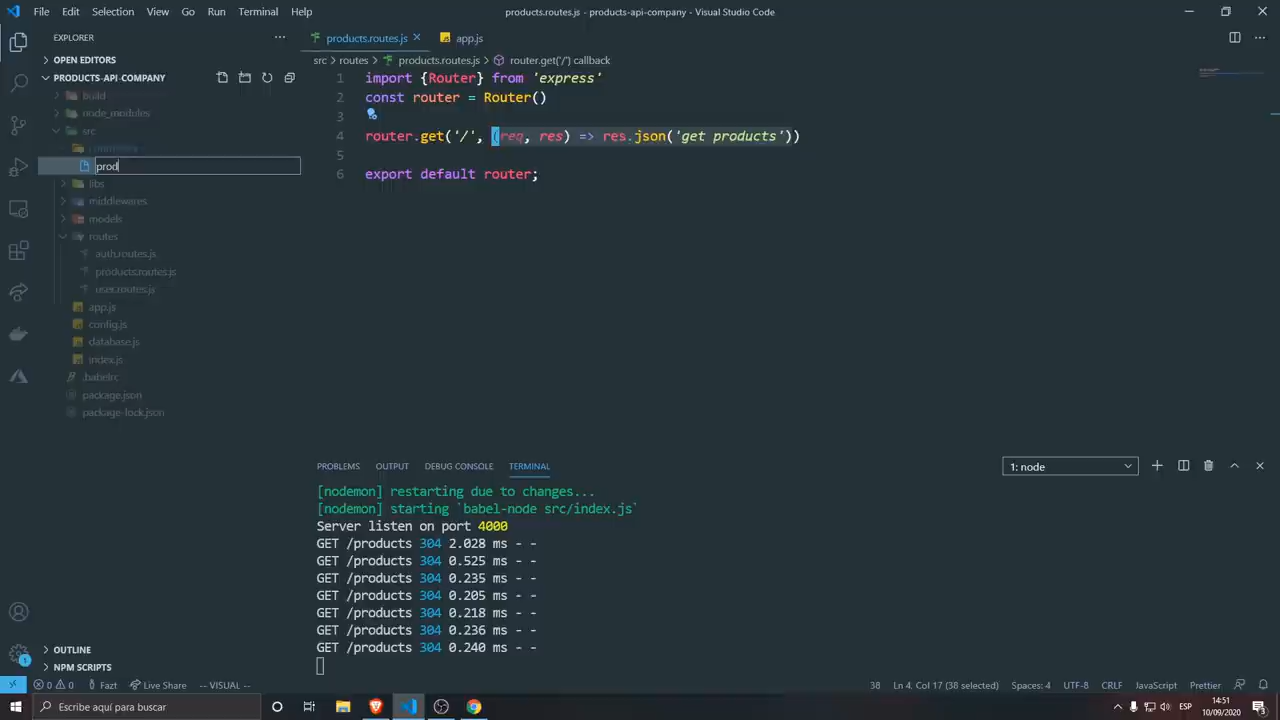 File Edit Selection View Go Run Terminal Help
products.routes.js - products-api-company - Visual Studio Code
EXPLORER
OPEN EDITORS
PRODUCTS-API-COMPANY
build
node_modules
src
prod
libs
middlewares
models
routes
auth.routes.js
products.routes.js
user.routes.js
app.js
config.js
database.js
index.js
.babelrc
package.json
package-lock.json
OUTLINE
NPM SCRIPTS
products.routes.js app.js
src > routes > products.routes.js > router.get('/') callback
1 import {Router} from 'express'
2 const router = Router()
3
4 router.get('/', (req, res) => res.json('get products'))
5
6 export default router;
PROBLEMS OUTPUT DEBUG CONSOLE TERMINAL
1: node
[nodemon] restarting due to changes...
[nodemon] starting `babel-node src/index.js`
Server listen on port 4000
GET /products 304 2.028 ms - -
GET /products 304 0.525 ms - -
GET /products 304 0.235 ms - -
GET /products 304 0.205 ms - -
GET /products 304 0.218 ms - -
GET /products 304 0.236 ms - -
GET /products 304 0.240 ms - -
1
0 0 Fazt Live Share -- VISUAL --
38 Ln 4, Col 17 (38 selected) Spaces: 4 UTF-8 CRLF JavaScript Prettier
Escribe aquí para buscar
ESP
14:51
10/09/2020
3